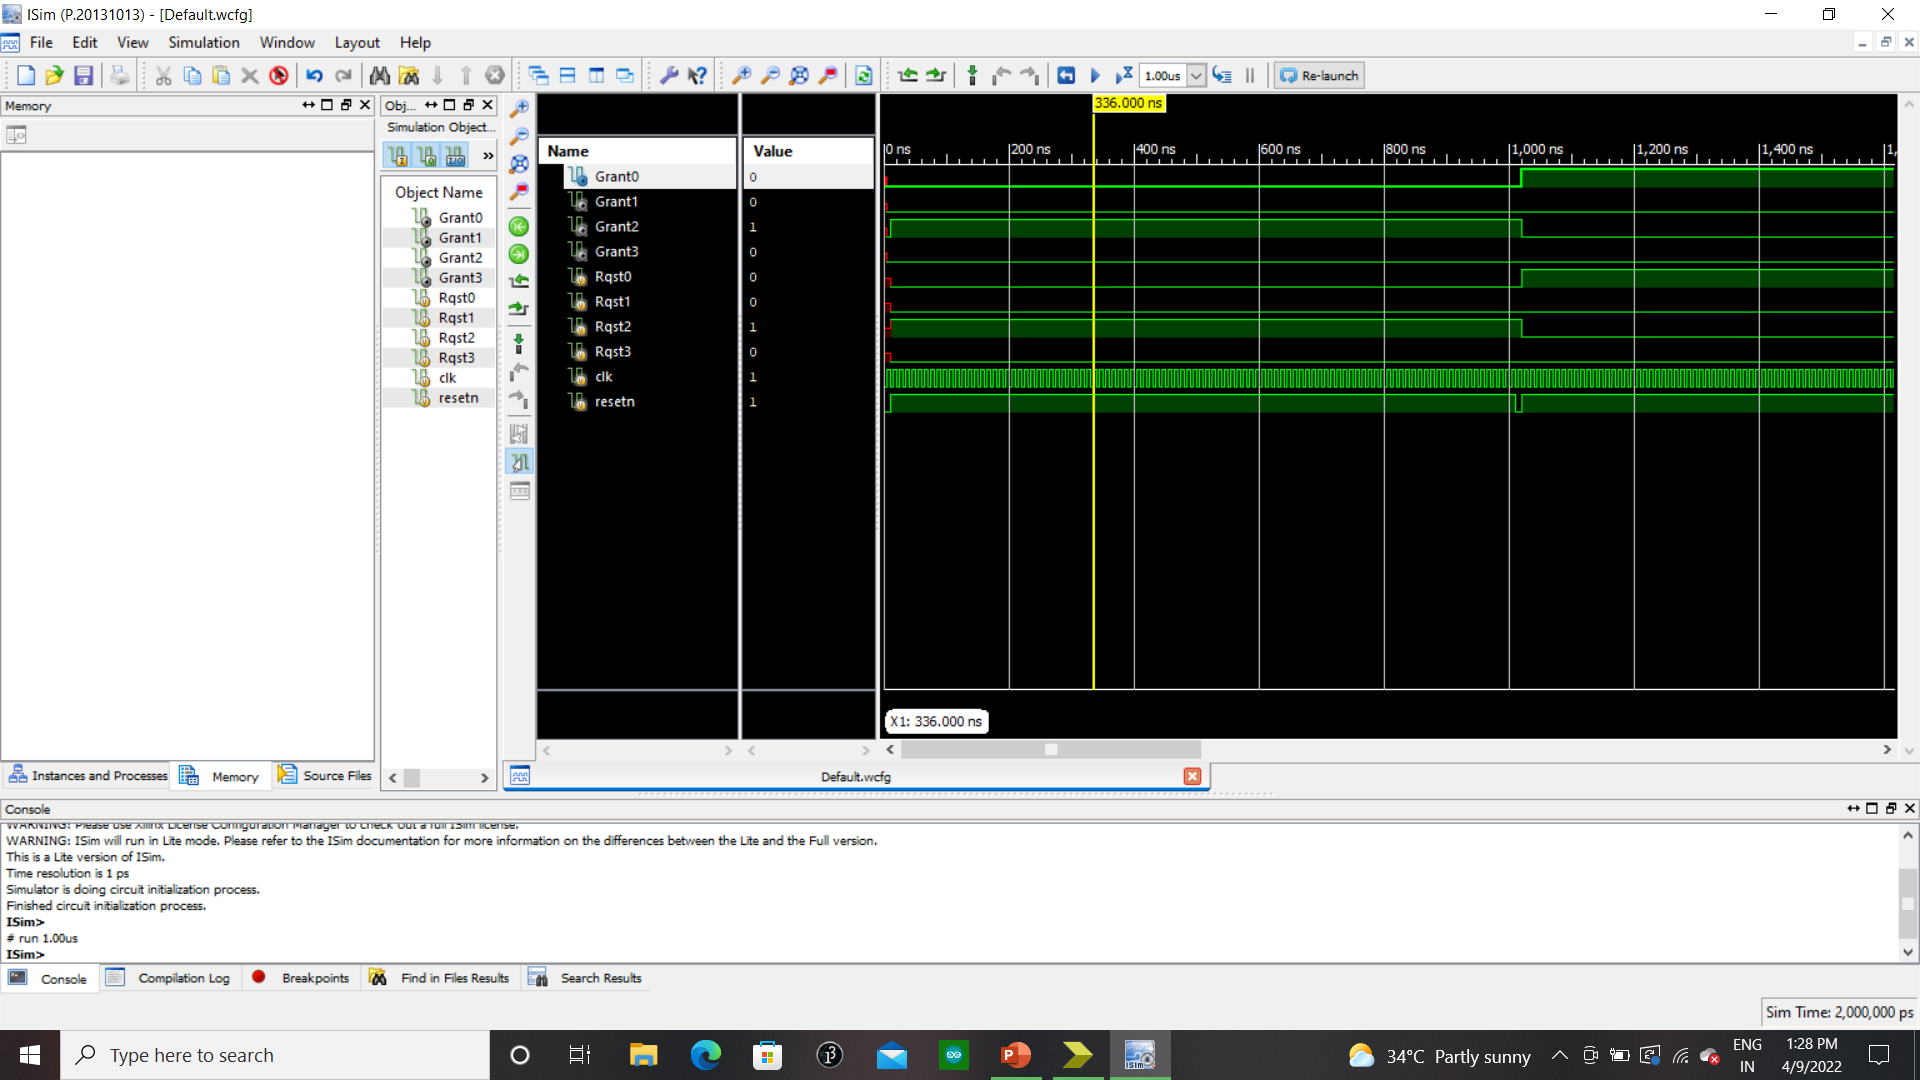 ISim (P.20131013) - [Default.wcfg]
File Edit View Simulation Window Layout Help
1.00us Re-launch
Memory
Obj...
Simulation Object...
Object Name
Grant0
Grant1
Grant2
Grant3
Rqst0
Rqst1
Rqst2
Rqst3
clk
resetn
336.000 ns
Name Value
0 ns 200 ns 400 ns 600 ns 800 ns 1,000 ns 1,200 ns 1,400 ns 1,
Grant0 0
Grant1 0
Grant2 1
Grant3 0
Rqst0 0
Rqst1 0
Rqst2 1
Rqst3 0
clk 1
resetn 1
X1: 336.000 ns
Instances and Processes Memory Source Files
Default.wcfg
Console
WARNING: Please use Xilinx License Configuration Manager to check out a full ISim license.
WARNING: ISim will run in Lite mode. Please refer to the ISim documentation for more information on the differences between the Lite and the Full version.
This is a Lite version of ISim.
Time resolution is 1 ps
Simulator is doing circuit initialization process.
Finished circuit initialization process.
ISim>
# run 1.00us
ISim>
Console Compilation Log Breakpoints Find in Files Results Search Results
Sim Time: 2,000,000 ps
Type here to search
34°C Partly sunny
ENG
IN
1:28 PM
4/9/2022